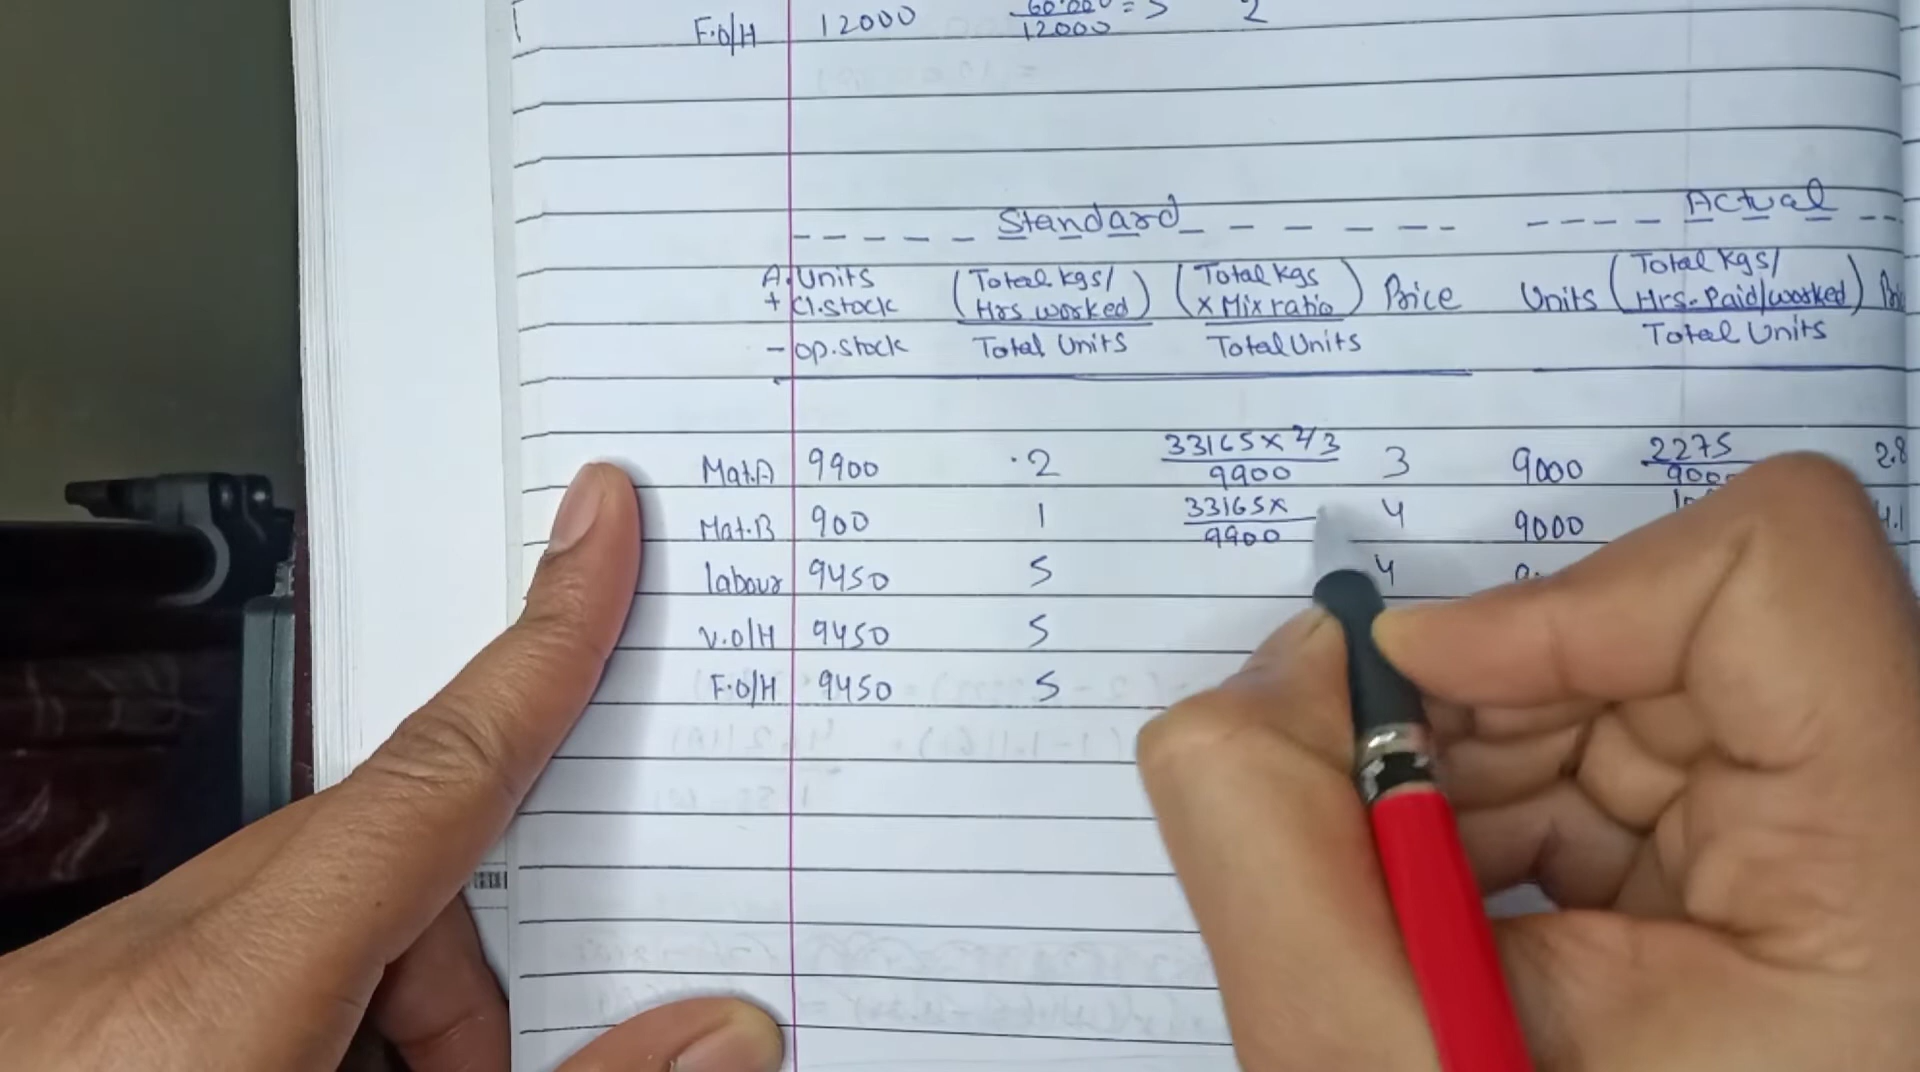 F.O/H 12000 60.000/12000 = 5 2
Standard Actual
A. Units + Cl.stock - op.stock (Total kgs/ Hrs worked) Total Units (Total kgs x Mix ratio) Total Units Price Units (Total kgs/ Hrs-Paid/worked) Total Units
Mat.A 9900 .2 33165 x 2/3 / 9900 3 9000 2275 / 900 2.8
Mat.B 900 1 33165 x / 9900 4 9000
labour 9450 5 4
V.O/H 9450 5
F.O/H 9450 5